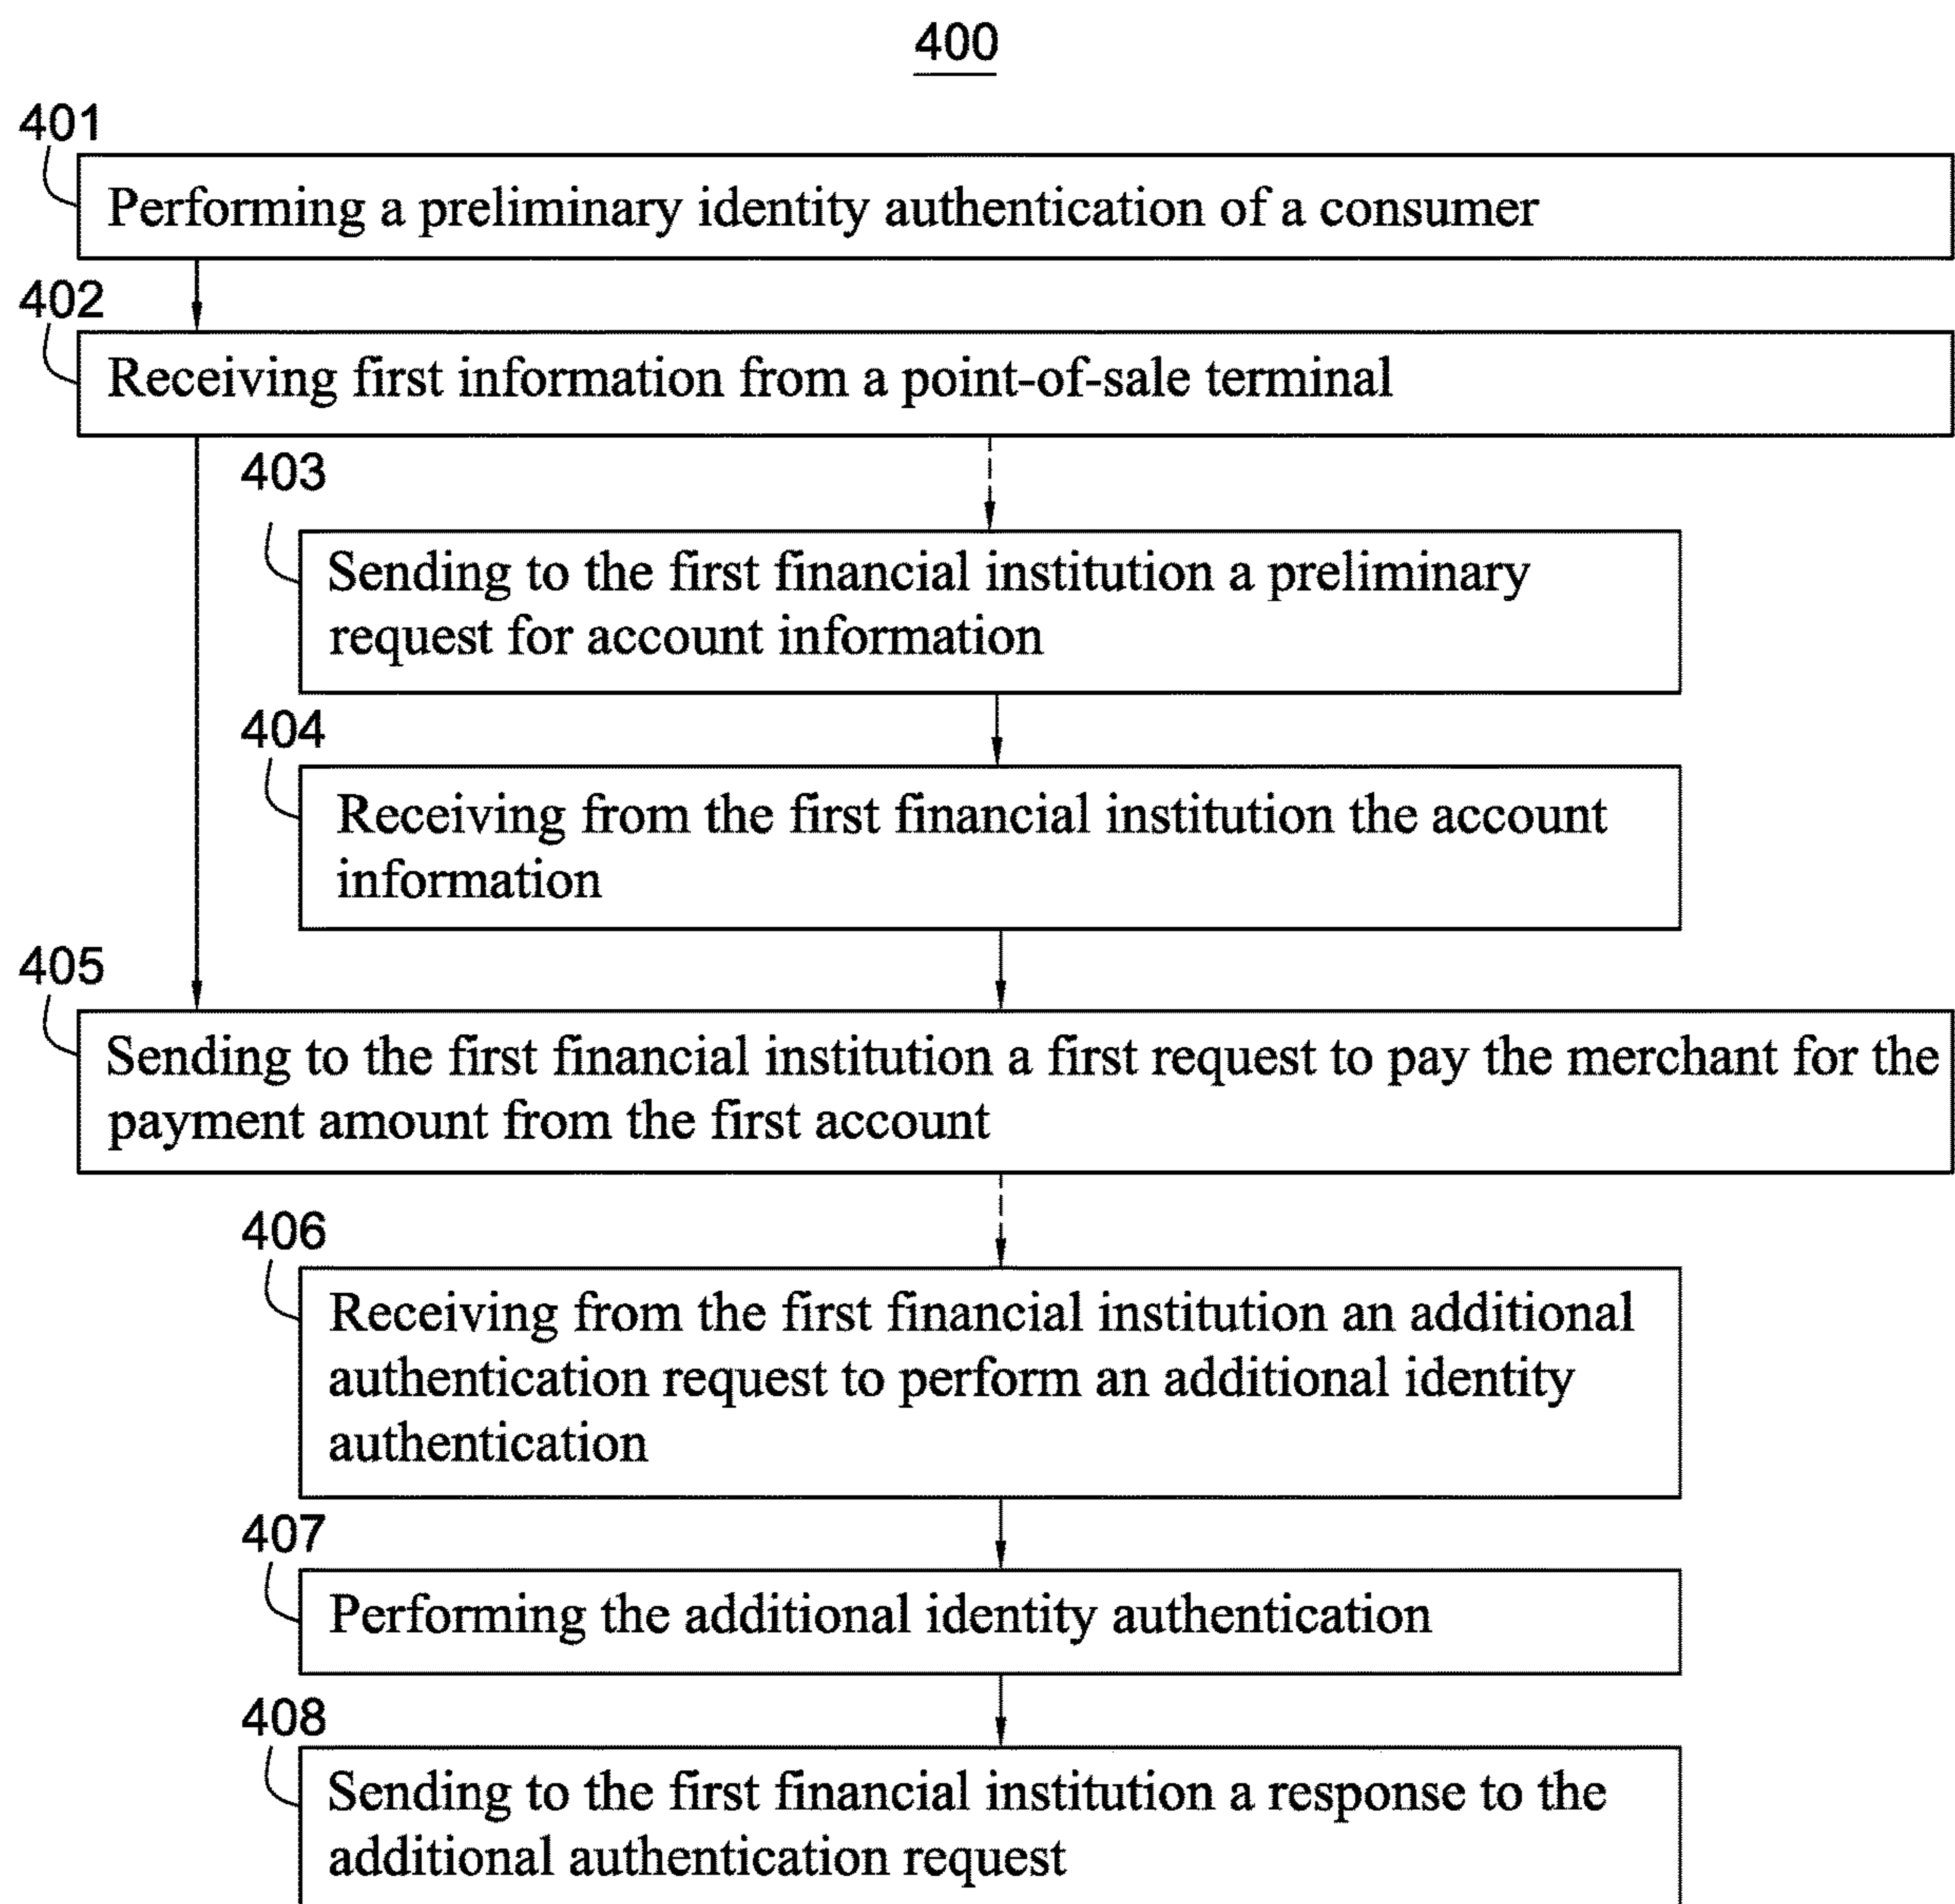 400
401
Performing a preliminary identity authentication of a consumer
402
Receiving first information from a point-of-sale terminal
403
Sending to the first financial institution a preliminary
request for account information
404
Receiving from the first financial institution the account
information
405
Sending to the first financial institution a first request to pay the merchant for the
payment amount from the first account
406
Receiving from the first financial institution an additional
authentication request to perform an additional identity
authentication
407
Performing the additional identity authentication
408
Sending to the first financial institution a response to the
additional authentication request